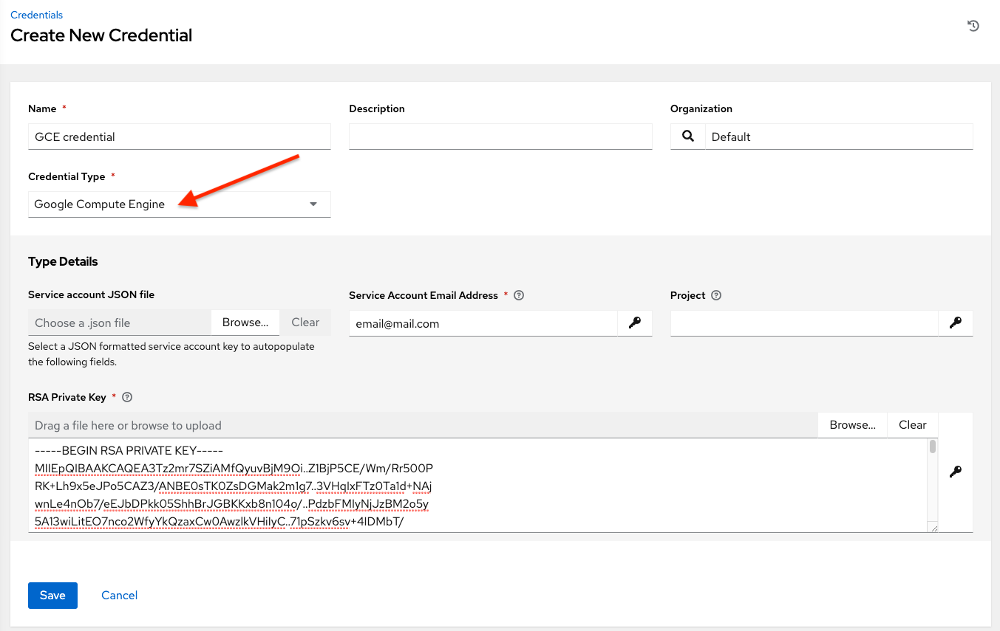 Credentials
Create New Credential
Name *
Description
Organization
GCE credential
Default
Credential Type *
Google Compute Engine
Type Details
Service account JSON file
Service Account Email Address *
Project
Choose a .json file
Browse...
Clear
email@mail.com
Select a JSON formatted service account key to autopopulate
the following fields.
RSA Private Key *
Drag a file here or browse to upload
Browse...
Clear
-----BEGIN RSA PRIVATE KEY-----
MIIEpQIBAAKCAQEA3Tz2mr7SZiAMfQyuvBjM9Oi..Z1BjP5CE/Wm/Rr500P
RK+Lh9x5eJPo5CAZ3/ANBE0sTK0ZsDGMak2m1g7..3VHqlxFTz0Ta1d+NAj
wnLe4nOb7/eEJbDPkk05ShhBrJGBKKxb8n104o/..PdzbFMIyNjJzBM2o5y
5A13wiLitEO7nco2WfyYkQzaxCw0AwzlkVHiIyC..71pSzkv6sv+4IDMbT/
Save
Cancel